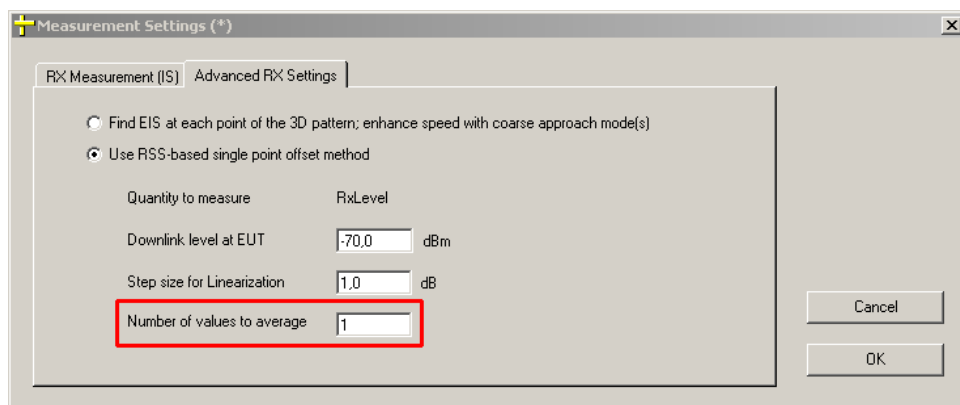 Measurement Settings (*)
RX Measurement (IS)
Advanced RX Settings
Find EIS at each point of the 3D pattern; enhance speed with coarse approach mode(s)
Use RSS-based single point offset method
Quantity to measure RxLevel
Downlink level at EUT -70,0 dBm
Step size for Linearization 1,0 dB
Number of values to average 1
Cancel
OK